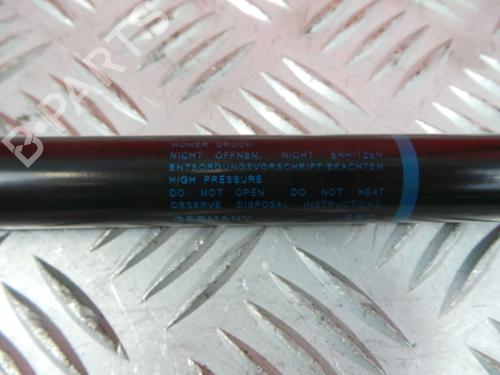 B-PARTS
HOHER DRUCK
NICHT ÖFFNEN. NICHT ERHITZEN
ENTSORDUNGSVORSCHRIFT BEACHTEN
HIGH PRESSURE
DO NOT OPEN. DO NOT HEAT
OBSERVE DISPOSAL INSTRUCTIONS
GERMANY